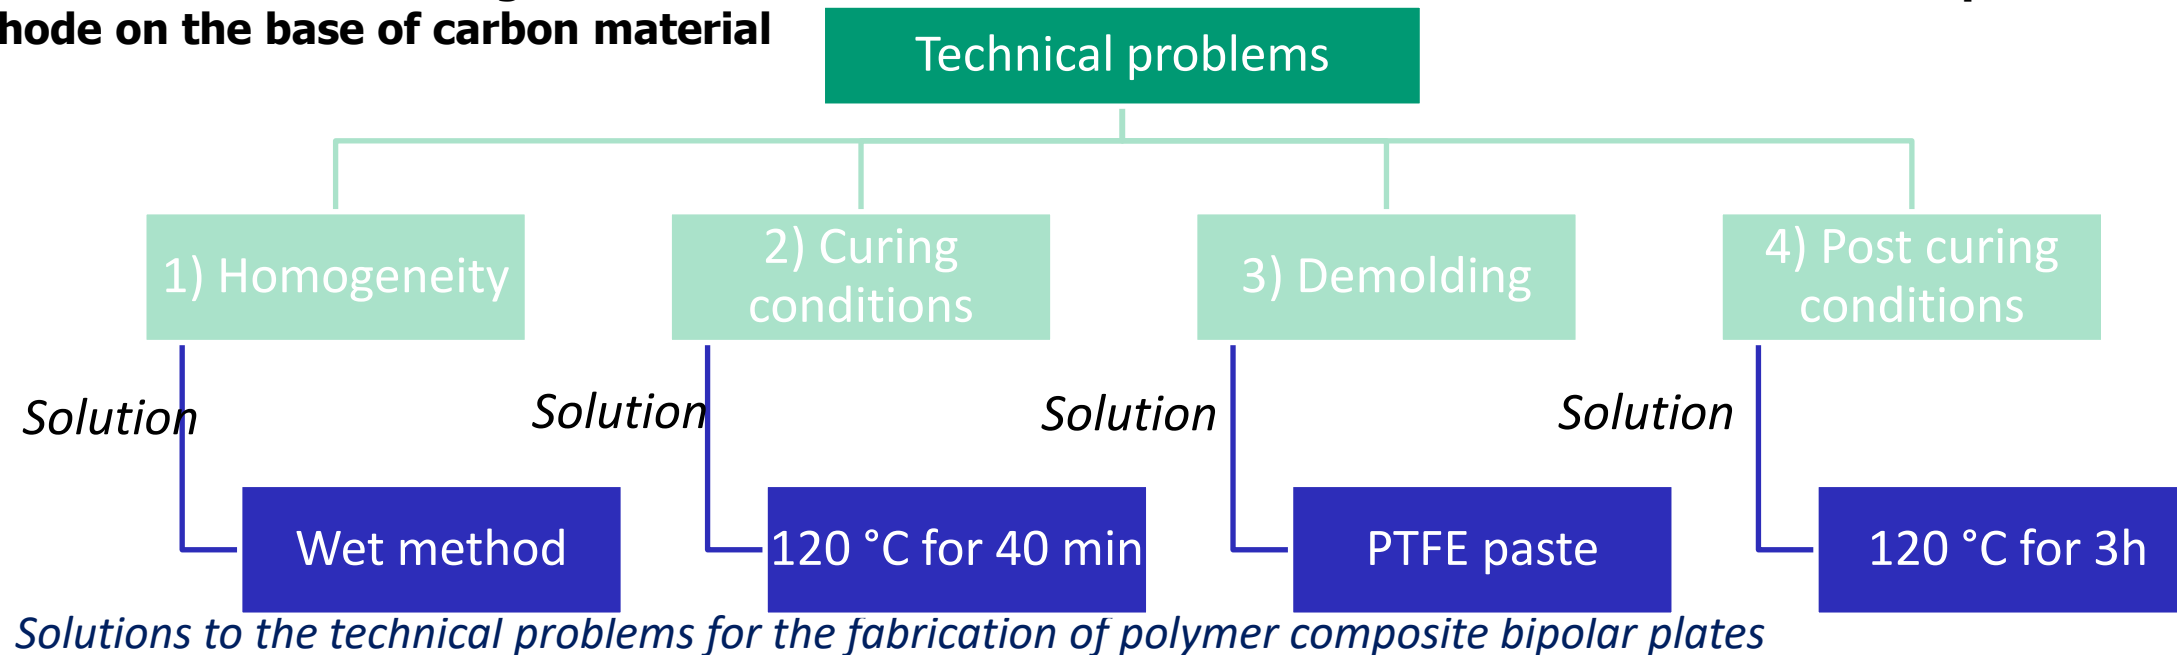 hode on the base of carbon material
Technical problems
1) Homogeneity
2) Curing
conditions
3) Demolding
4) Post curing
conditions
Solution
Solution
Solution
Solution
Wet method
120 °C for 40 min
PTFE paste
120 °C for 3h
Solutions to the technical problems for the fabrication of polymer composite bipolar plates